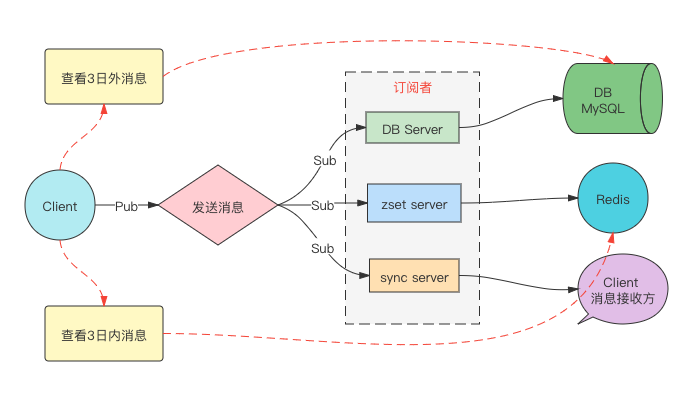 查看3日外消息
订阅者
DB
MySQL
DB Server
Sub
Client
Pub
发送消息
Sub
zset server
Redis
Sub
sync server
Client
消息接收方
查看3日内消息